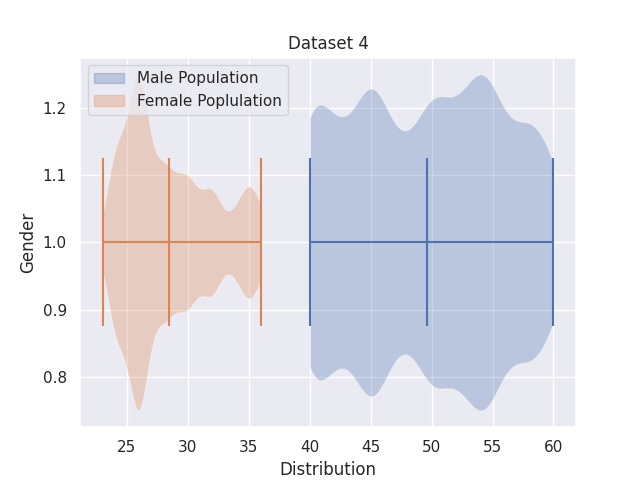 Dataset 4
Male Population
Female Poplulation
1.2
1.1
1.0
0.9
0.8
Gender
25 30 35 40 45 50 55 60
Distribution